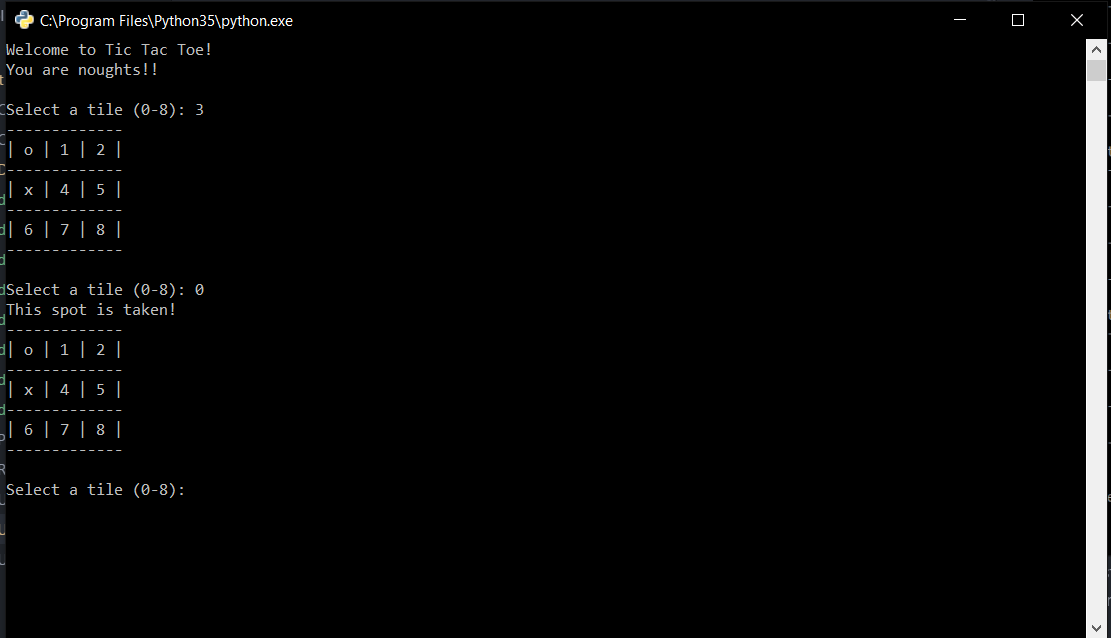 C:\Program Files\Python35\python.exe
Welcome to Tic Tac Toe!
You are noughts!!
Select a tile (0-8): 3
-------------
| o | 1 | 2 |
-------------
| x | 4 | 5 |
-------------
| 6 | 7 | 8 |
-------------
Select a tile (0-8): 0
This spot is taken!
-------------
| o | 1 | 2 |
-------------
| x | 4 | 5 |
-------------
| 6 | 7 | 8 |
-------------
Select a tile (0-8):